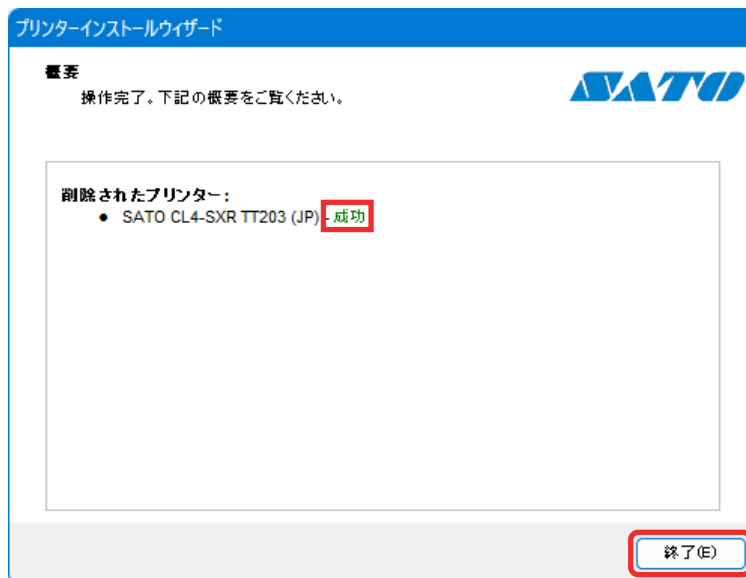 プリンターインストールウィザード
概要
操作完了。下記の概要をご覧ください。
SATO
削除されたプリンター：
● SATO CL4-SXR TT203 (JP) - 成功
終了(E)